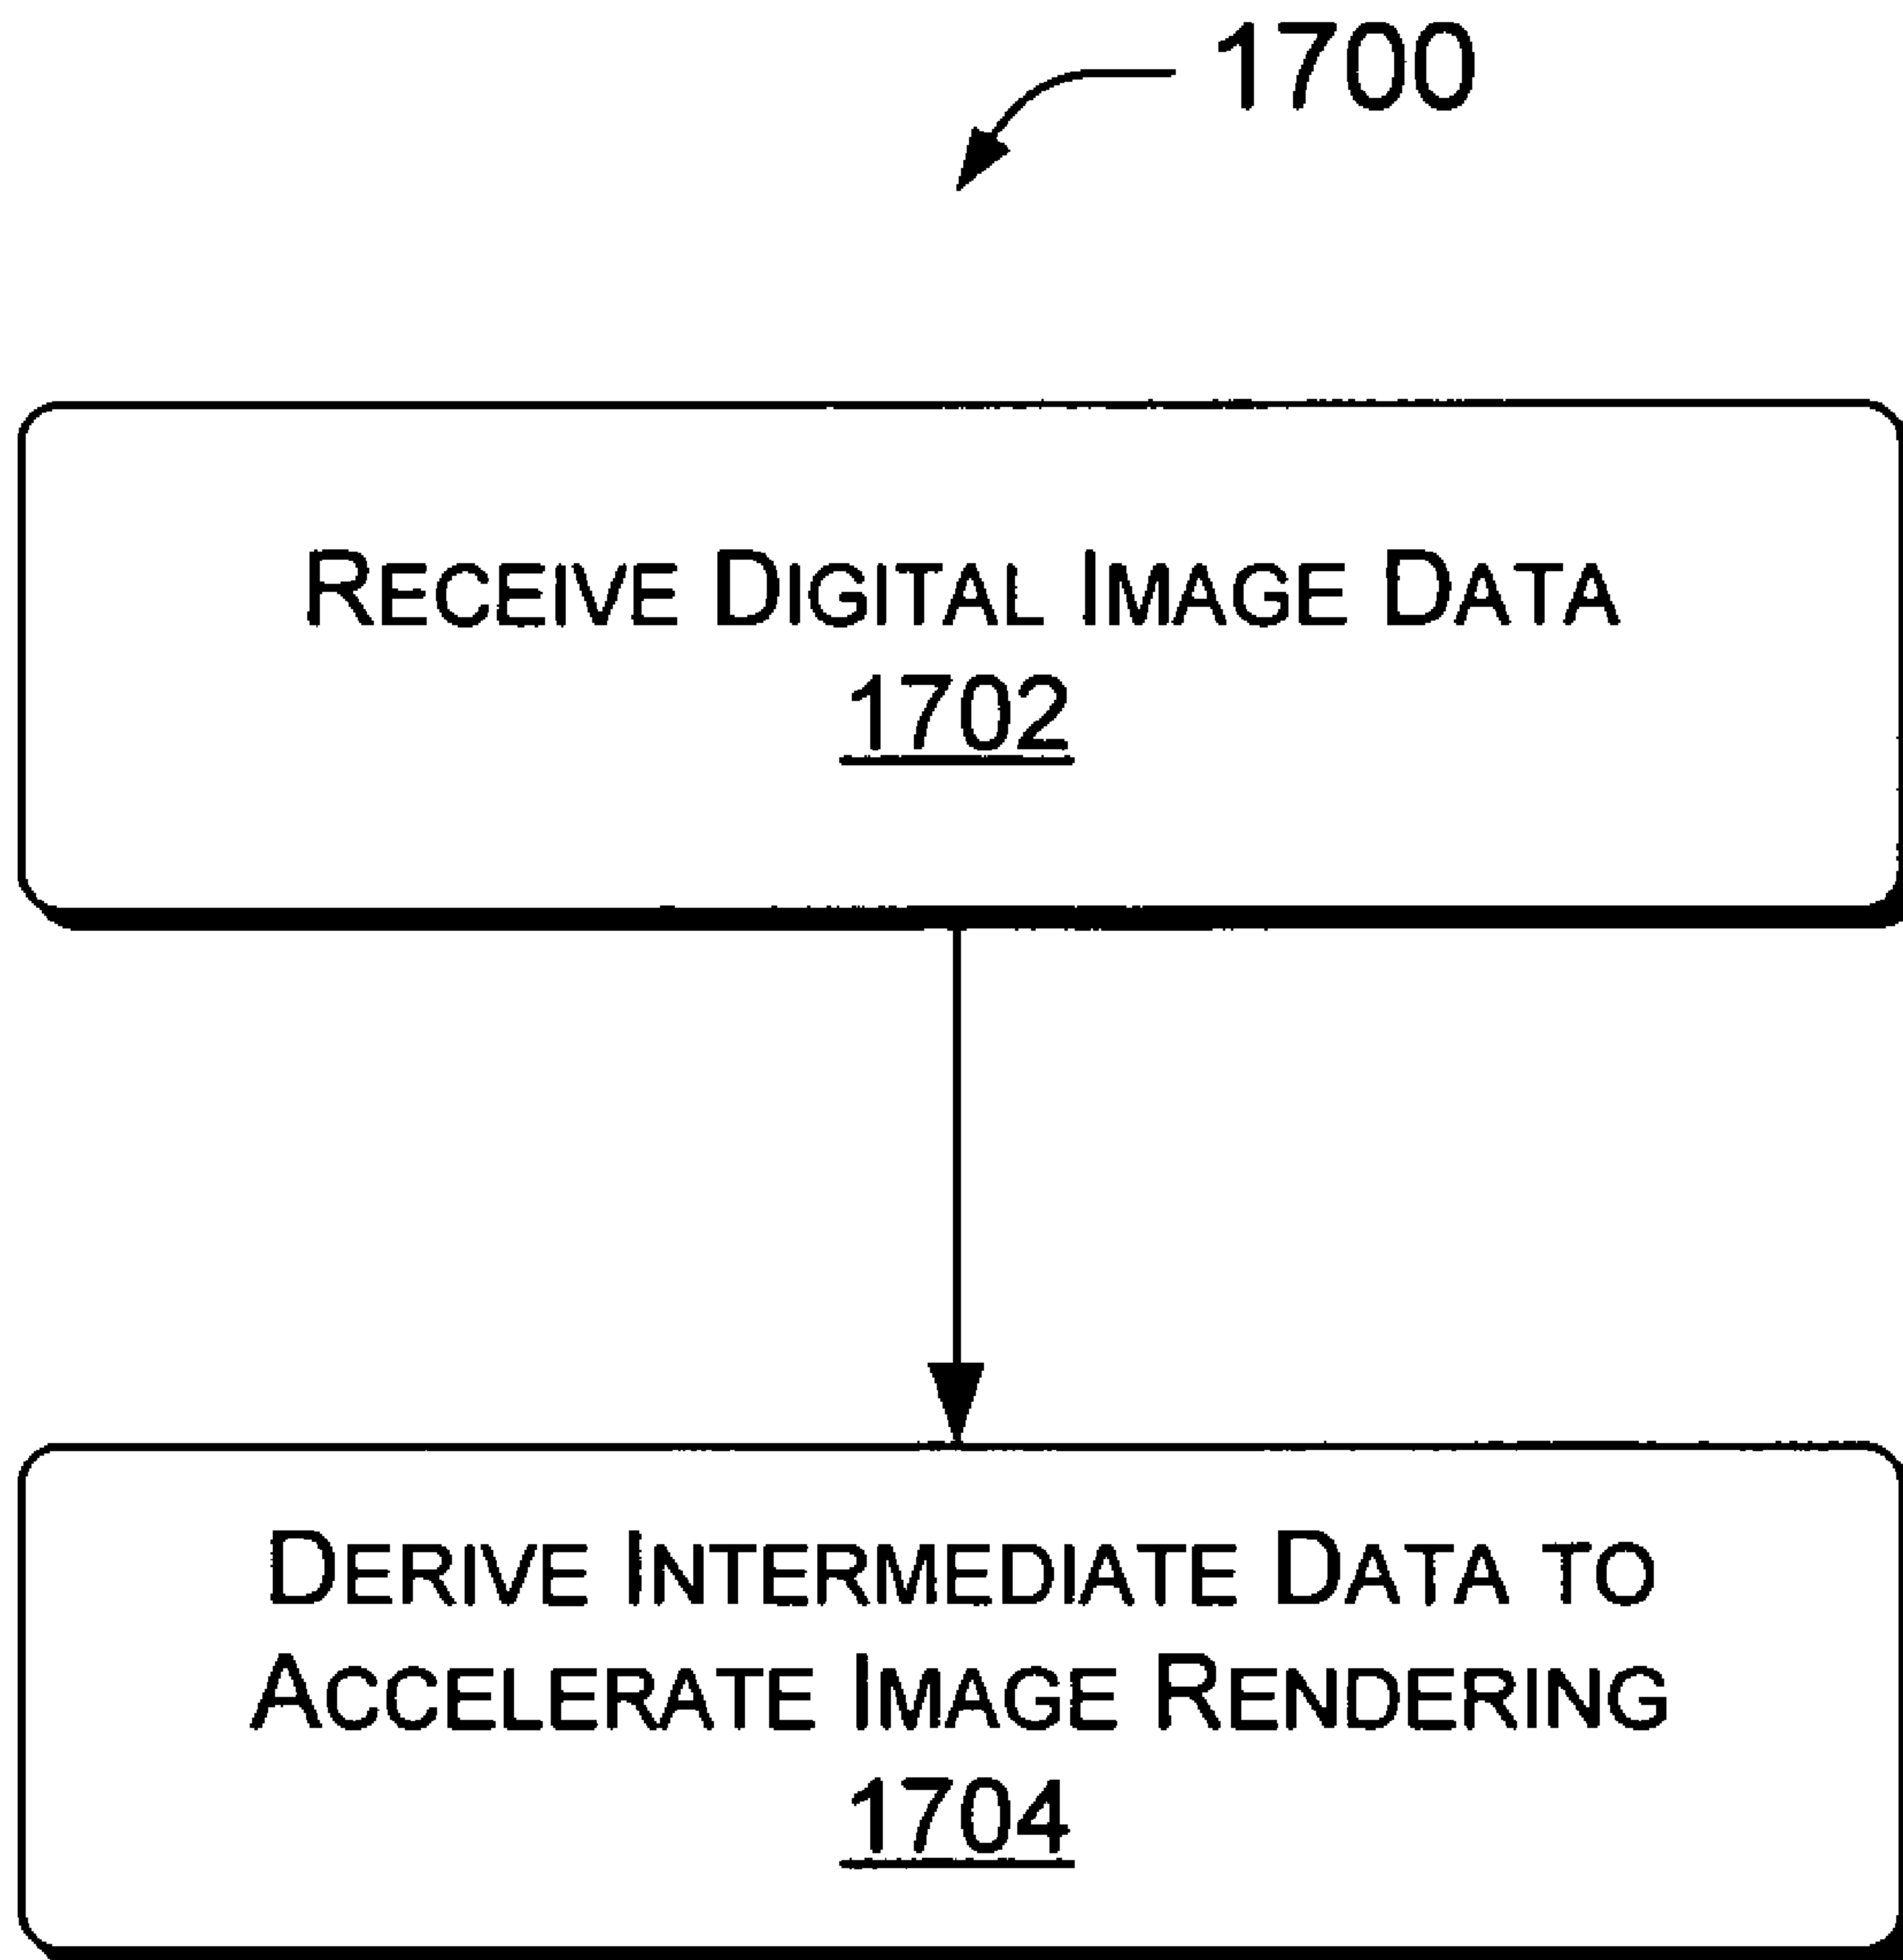 1700
RECEIVE DIGITAL IMAGE DATA
1702
DERIVE INTERMEDIATE DATA TO
ACCELERATE IMAGE RENDERING
1704